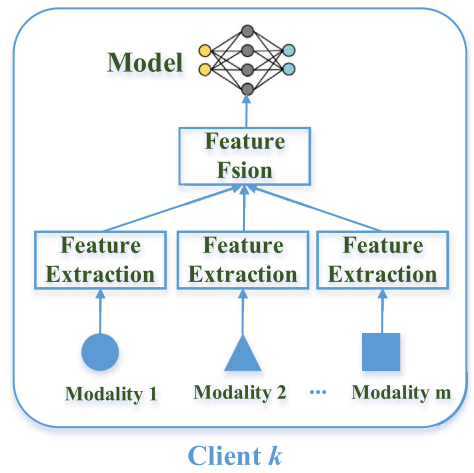 Model
Feature
Fsion
Feature
Extraction
Feature
Extraction
Feature
Extraction
Modality 1
Modality 2
...
Modality m
Client k